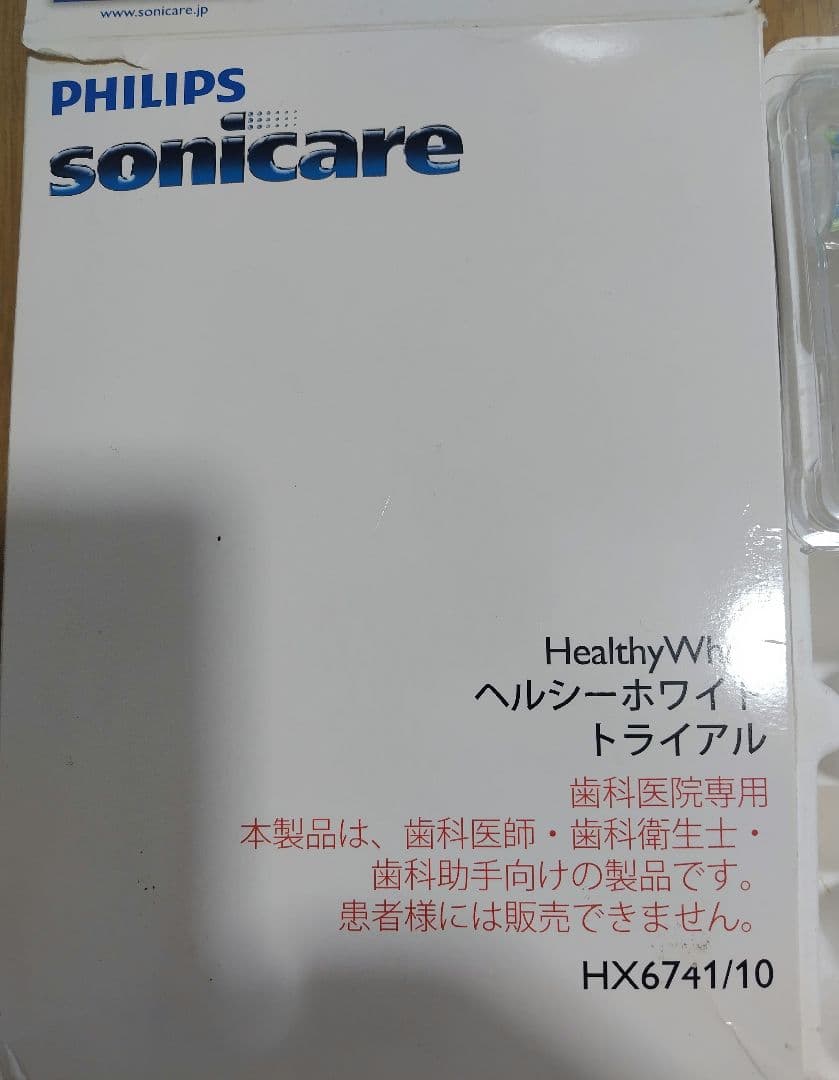 www.sonicare.jp
PHILIPS
sonicare
ヘルシーホワイト
トライアル
歯科医院専用
本製品は、歯科医師・歯科衛生士・
歯科助手向けの製品です。
患者様には販売できません。
HX6741/10